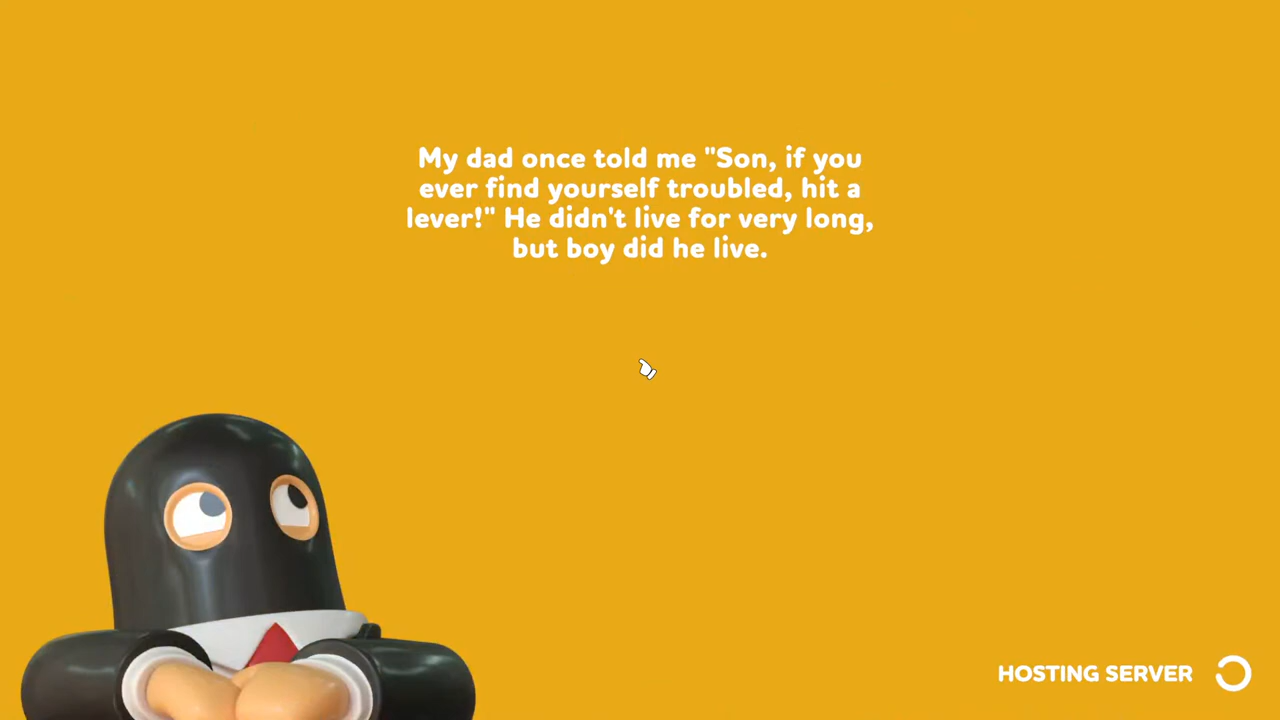 My dad once told me "Son, if you
ever find yourself troubled, hit a
lever!" He didn't live for very long,
but boy did he live.
HOSTING SERVER